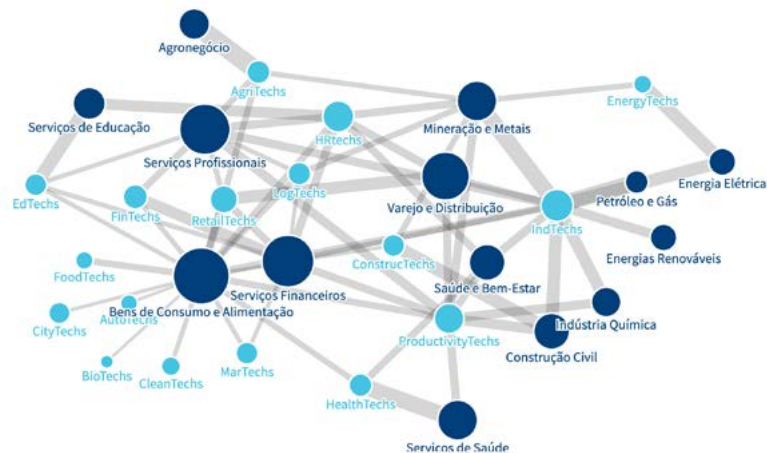 Agronegócio
AgriTechs
EnergyTechs
Serviços de Educação
HRtechs
Mineração e Metais
Serviços Profissionais
Energia Elétrica
EdTechs
FinTechs
RetailTechs
LogTechs
Varejo e Distribuição
Petróleo e Gás
IndTechs
FoodTechs
ConstrucTechs
Energias Renováveis
Serviços Financeiros
Saúde e Bem-Estar
Bens de Consumo e Alimentação
AutoTechs
CityTechs
ProductivityTechs
Indústria Química
Construção Civil
BioTechs
CleanTechs
MarTechs
HealthTechs
Serviços de Saúde